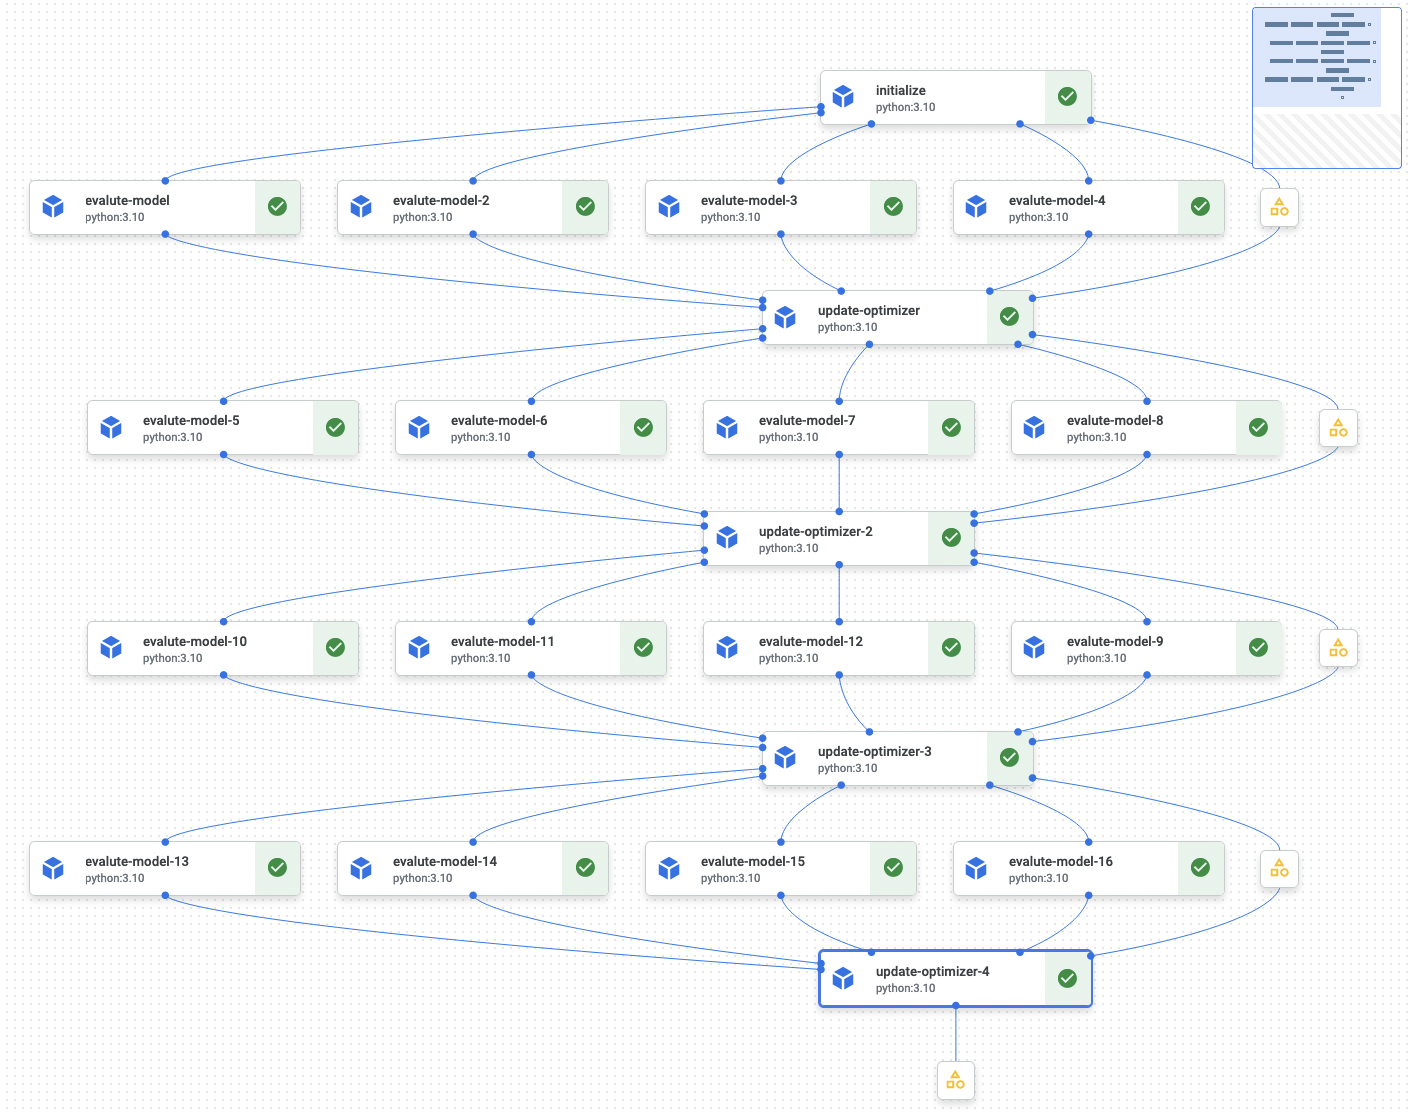 initialize
python:3.10
evalute-model
python:3.10
evalute-model-2
python:3.10
evalute-model-3
python:3.10
evalute-model-4
python:3.10
update-optimizer
python:3.10
evalute-model-5
python:3.10
evalute-model-6
python:3.10
evalute-model-7
python:3.10
evalute-model-8
python:3.10
update-optimizer-2
python:3.10
evalute-model-10
python:3.10
evalute-model-11
python:3.10
evalute-model-12
python:3.10
evalute-model-9
python:3.10
update-optimizer-3
python:3.10
evalute-model-13
python:3.10
evalute-model-14
python:3.10
evalute-model-15
python:3.10
evalute-model-16
python:3.10
update-optimizer-4
python:3.10